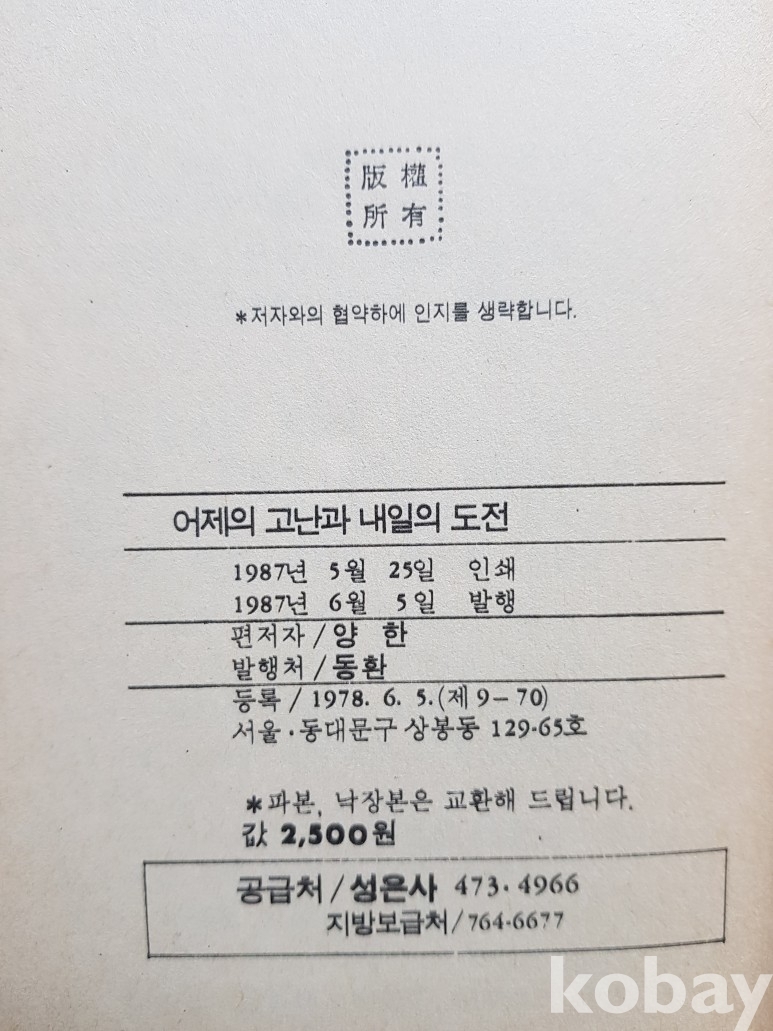 版權
所有
*저자와의 협약하에 인지를 생략합니다.
어제의 고난과 내일의 도전
1987년 5월 25일 인쇄
1987년 6월 5일 발행
편저자/양 한
발행처/동환
등록/1978. 6. 5.(제9-70)
서울·동대문구 상봉동 129-65호
*파본, 낙장본은 교환해 드립니다.
값 2,500원
공급처/성은사 473·4966
지방보급처/764-6677
kobay